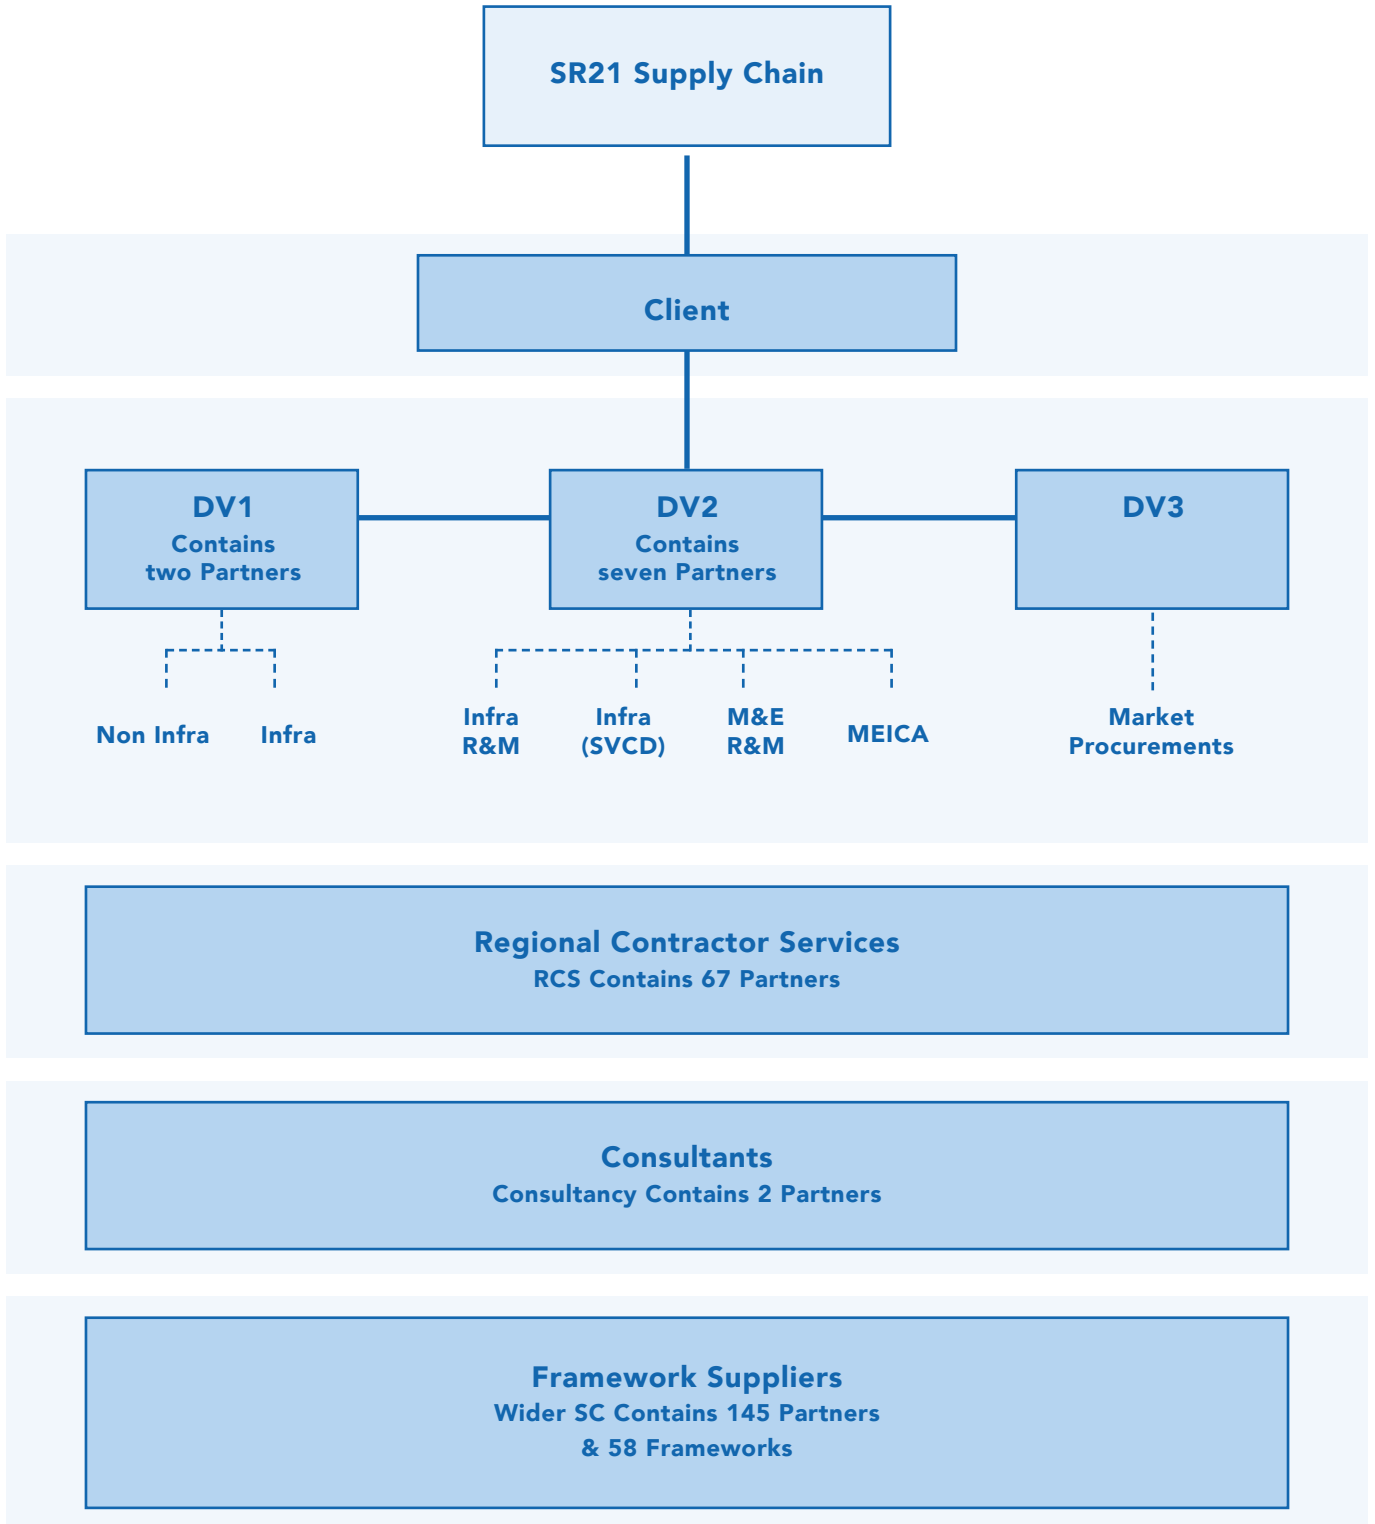 SR21 Supply Chain
Client
DV1
Contains
two Partners
DV2
Contains
seven Partners
DV3
Non Infra
Infra
Infra
R&M
Infra
(SVCD)
M&E
R&M
MEICA
Market
Procurements
Regional Contractor Services
RCS Contains 67 Partners
Consultants
Consultancy Contains 2 Partners
Framework Suppliers
Wider SC Contains 145 Partners
& 58 Frameworks